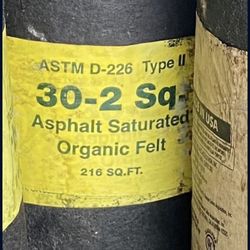 ASTM D-226 Type II
30-2 Sq-
Asphalt Saturated
Organic Felt
216 SQ.FT.
USA